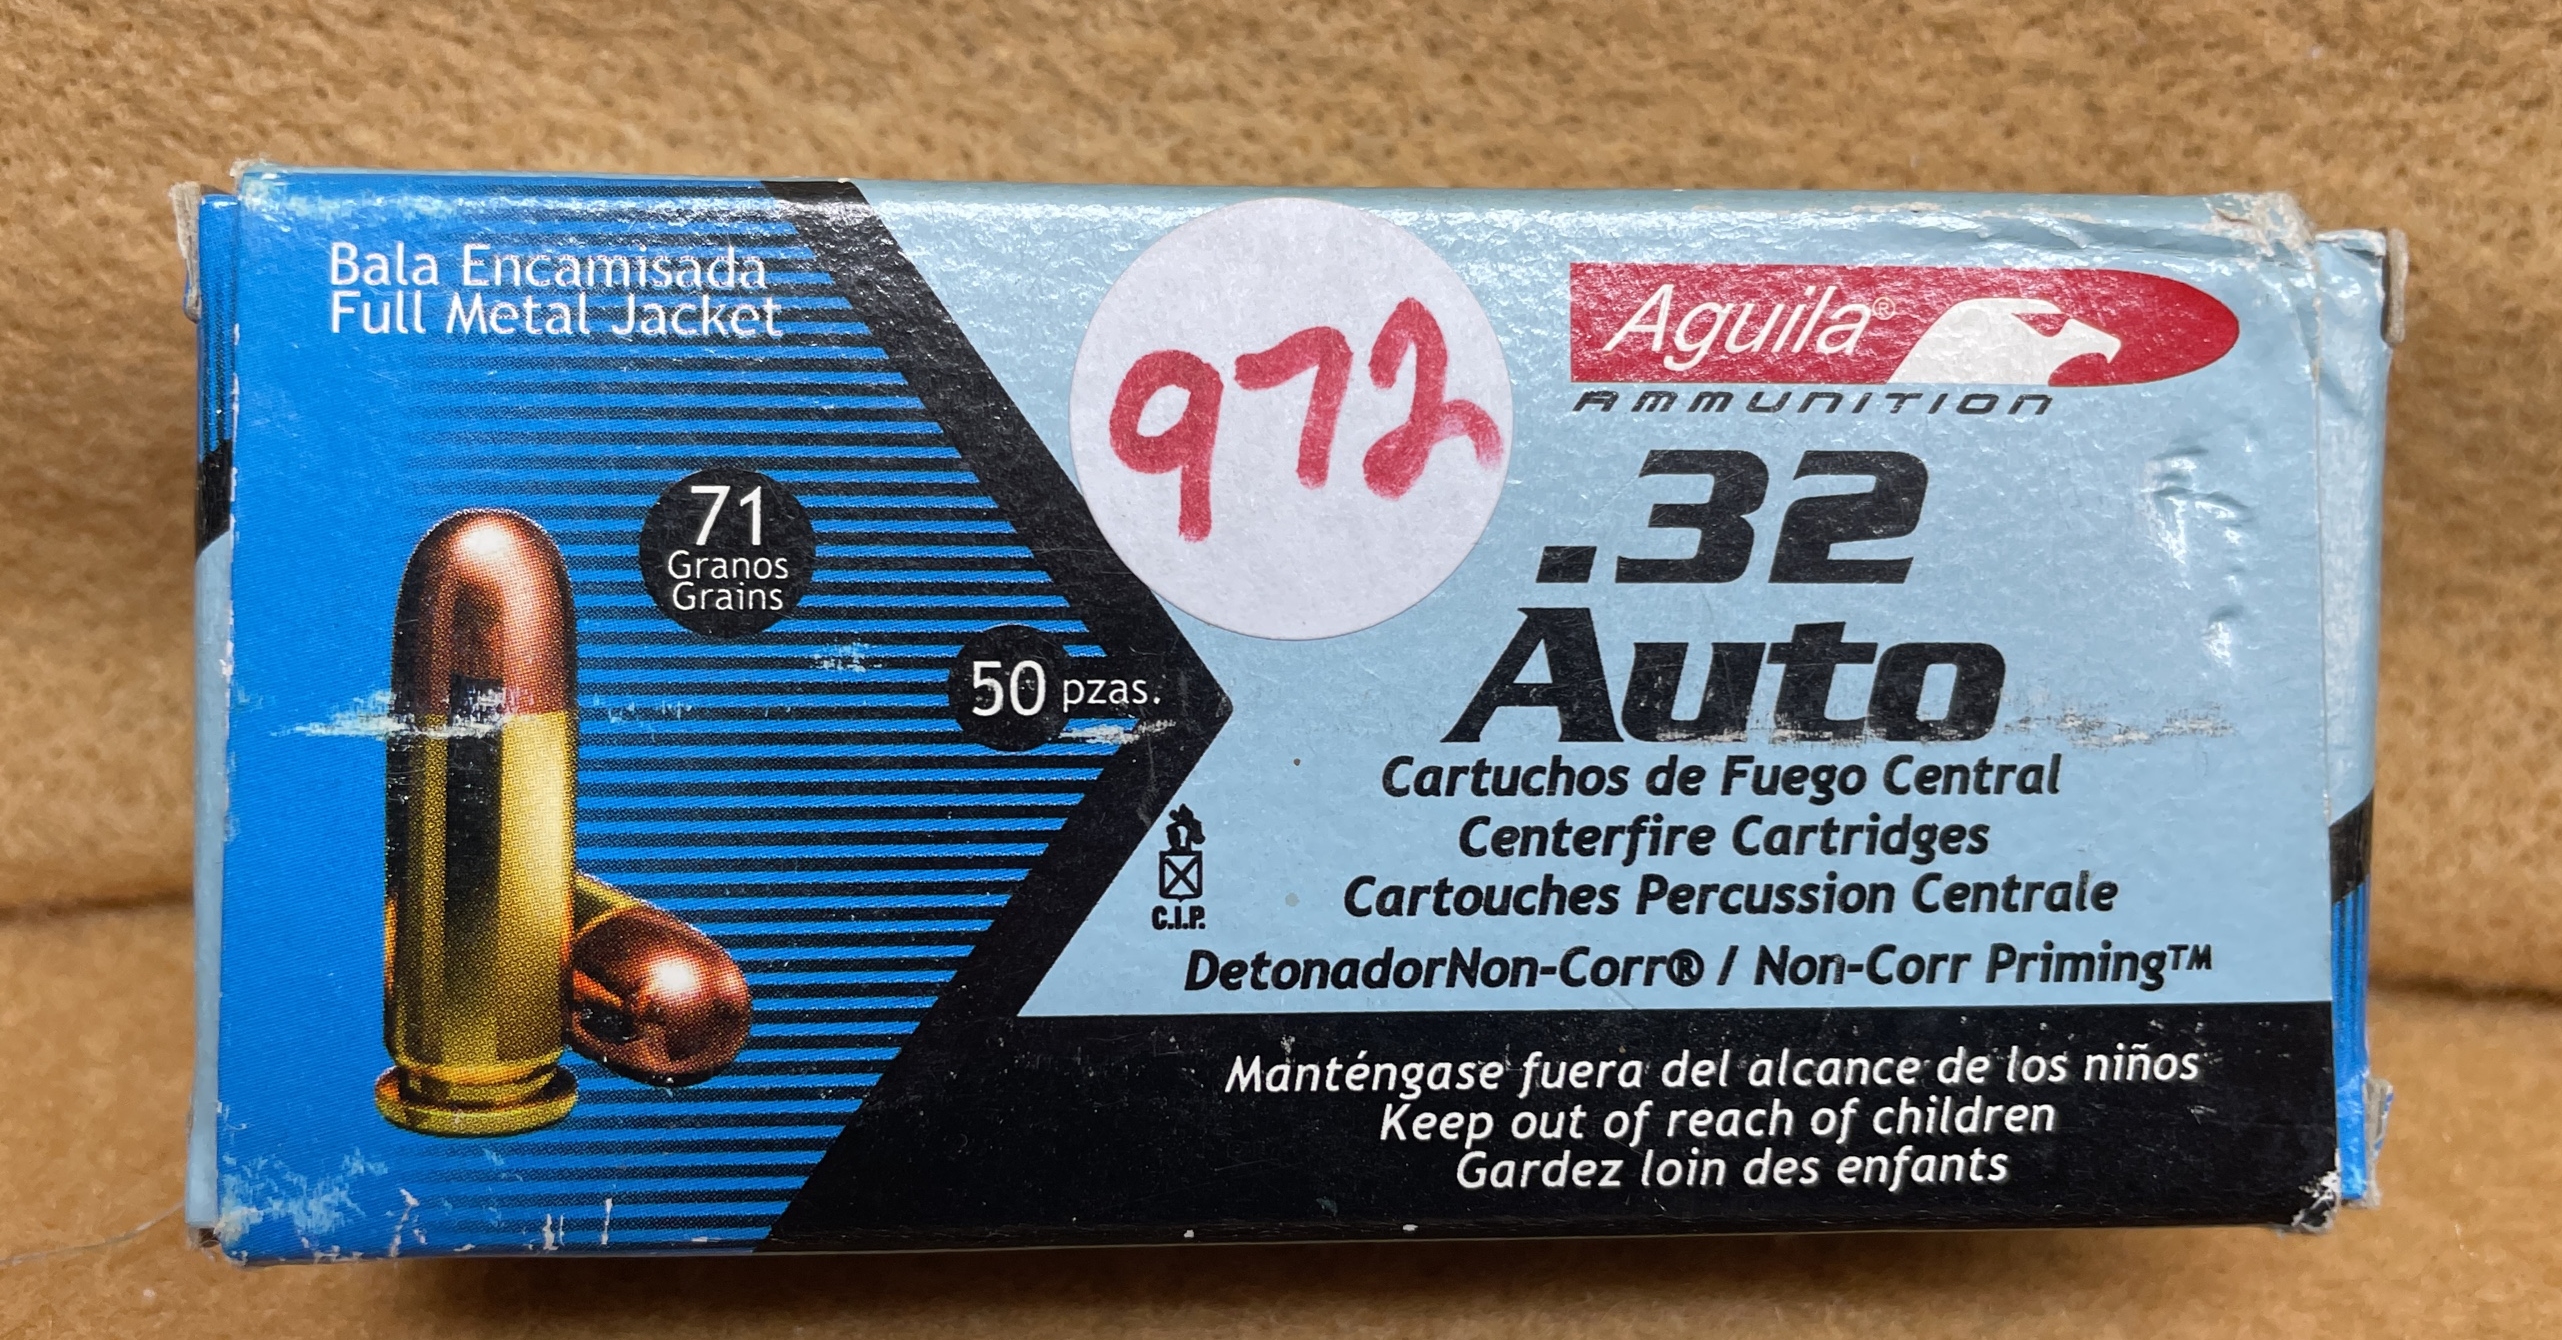 Bala Encamisada
Full Metal Jacket
71
Granos
Grains
50 pzas.
972
Aguila®
AMMUNITION
.32
Auto
Cartuchos de Fuego Central
Centerfire Cartridges
Cartouches Percussion Centrale
C.I.P.
DetonadorNon-Corr® / Non-Corr Priming™
Manténgase fuera del alcance de los niños
Keep out of reach of children
Gardez loin des enfants